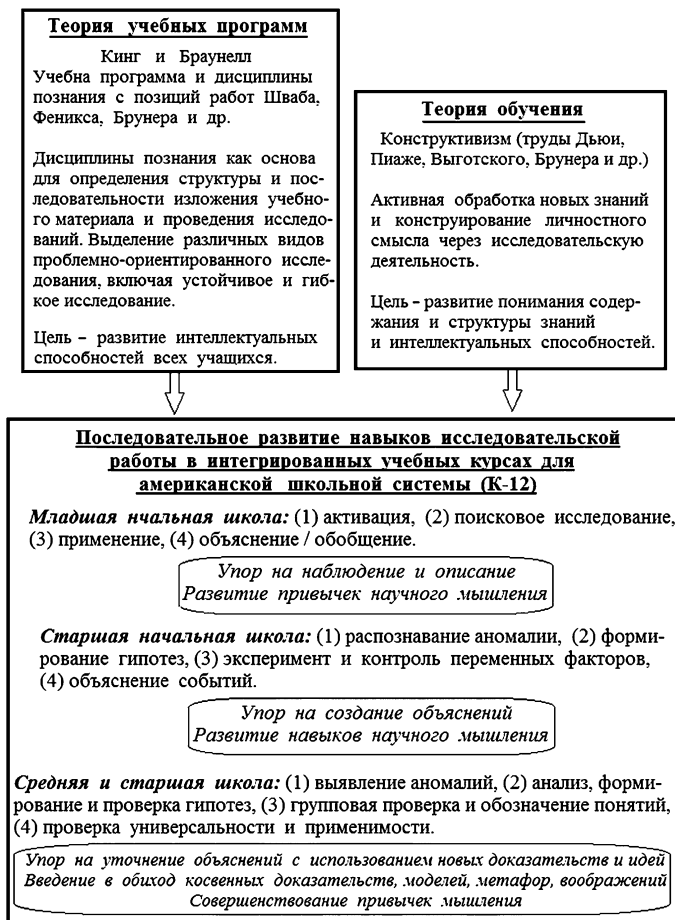 Теория учебных программ
Кинг и Браунелл
Учебна программа и дисциплины
познания с позиций работ Шваба,
Феникса, Брунера и др.
Дисциплины познания как основа
для определения структуры и пос-
ледовательности изложения учебно-
го материала и проведения исследо-
ваний. Выделение различных видов
проблемно-ориентированного иссле-
дования, включая устойчивое и гиб-
кое исследование.
Цель – развитие интеллектуальных
способностей всех учащихся.
Теория обучения
Конструктивизм (труды Дьюи,
Пиаже, Выготского, Брунера и др.)
Активная обработка новых знаний
и конструирование личностного
смысла через исследовательскую
деятельность.
Цель – развитие понимания содер-
жания и структуры знаний
и интеллектуальных способностей.
Последовательное развитие навыков исследовательской
работы в интегрированных учебных курсах для
американской школьной системы (К-12)
Младшая нчальная школа: (1) активация, (2) поисковое исследование,
(3) применение, (4) объяснение / обобщение.
Упор на наблюдение и описание
Развитие привычек научного мышления
Старшая начальная школа: (1) распознавание аномалии, (2) форми-
рование гипотез, (3) эксперимент и контроль переменных факторов,
(4) объяснение событий.
Упор на создание объяснений
Развитие навыков научного мышления
Средняя и старшая школа: (1) выявление аномалий, (2) анализ, форми-
рование и проверка гипотез, (3) групповая проверка и обозначение понятий,
(4) проверка универсальности и применимости.
Упор на уточнение объяснений с использованием новых доказательств и идей
Введение в обиход косвенных доказательств, моделей, метафор, воображений
Совершенствование привычек мышления